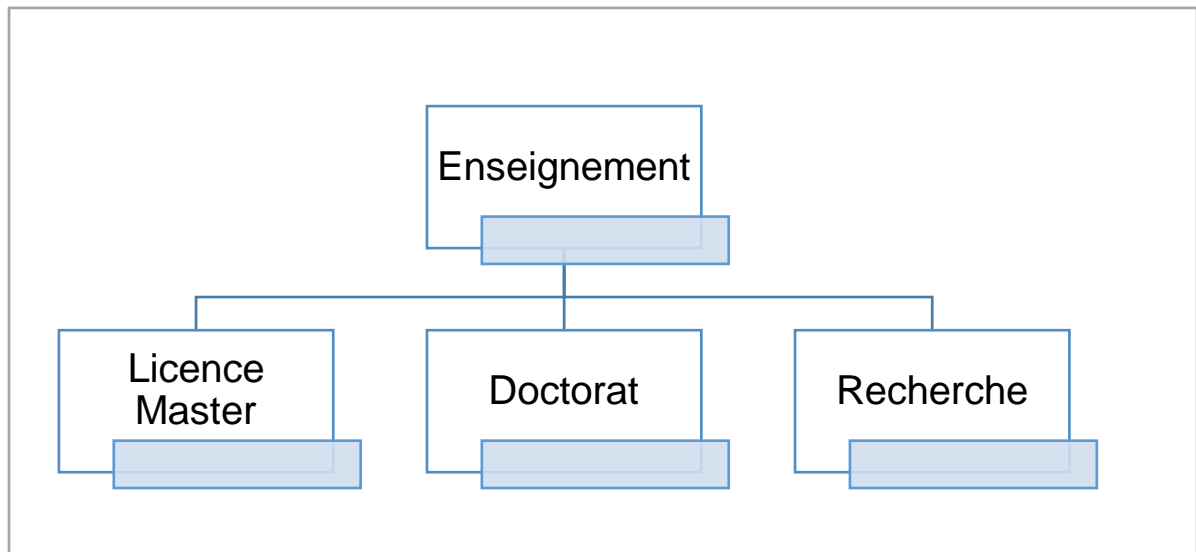 Enseignement
Licence
Master
Doctorat
Recherche